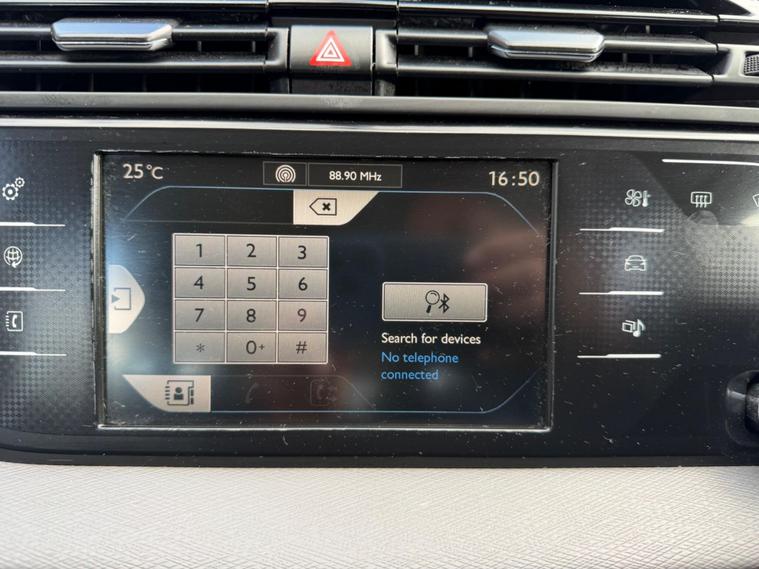 25°C
88.90 MHz
16:50
1 2 3
4 5 6
7 8 9
* 0+ #
Search for devices
No telephone
connected